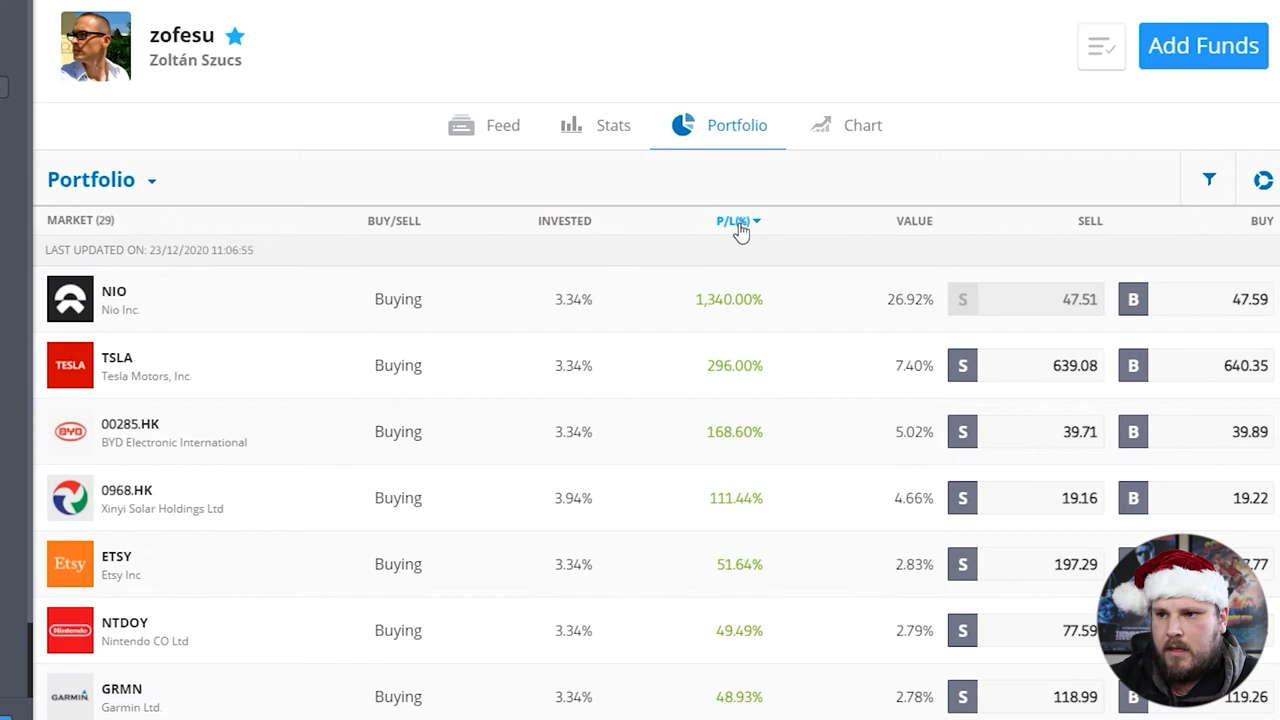 zofesu
Zoltán Szucs
Add Funds
Feed Stats Portfolio Chart
Portfolio
MARKET (29) BUY/SELL INVESTED P/L(%) VALUE SELL BUY
LAST UPDATED ON: 23/12/2020 11:06:55
NIO
Nio Inc. Buying 3.34% 1,340.00% 26.92% S 47.51 B 47.59
TESLA
TSLA
Tesla Motors, Inc. Buying 3.34% 296.00% 7.40% S 639.08 B 640.35
BYD
00285.HK
BYD Electronic International Buying 3.34% 168.60% 5.02% S 39.71 B 39.89
0968.HK
Xinyi Solar Holdings Ltd Buying 3.94% 111.44% 4.66% S 19.16 B 19.22
Etsy
ETSY
Etsy Inc Buying 3.34% 51.64% 2.83% S 197.29 B 7.77
Nintendo
NTDOY
Nintendo CO Ltd Buying 3.34% 49.49% 2.79% S 77.59
GARMIN
GRMN
Garmin Ltd. Buying 3.34% 48.93% 2.78% S 118.99 B 119.26